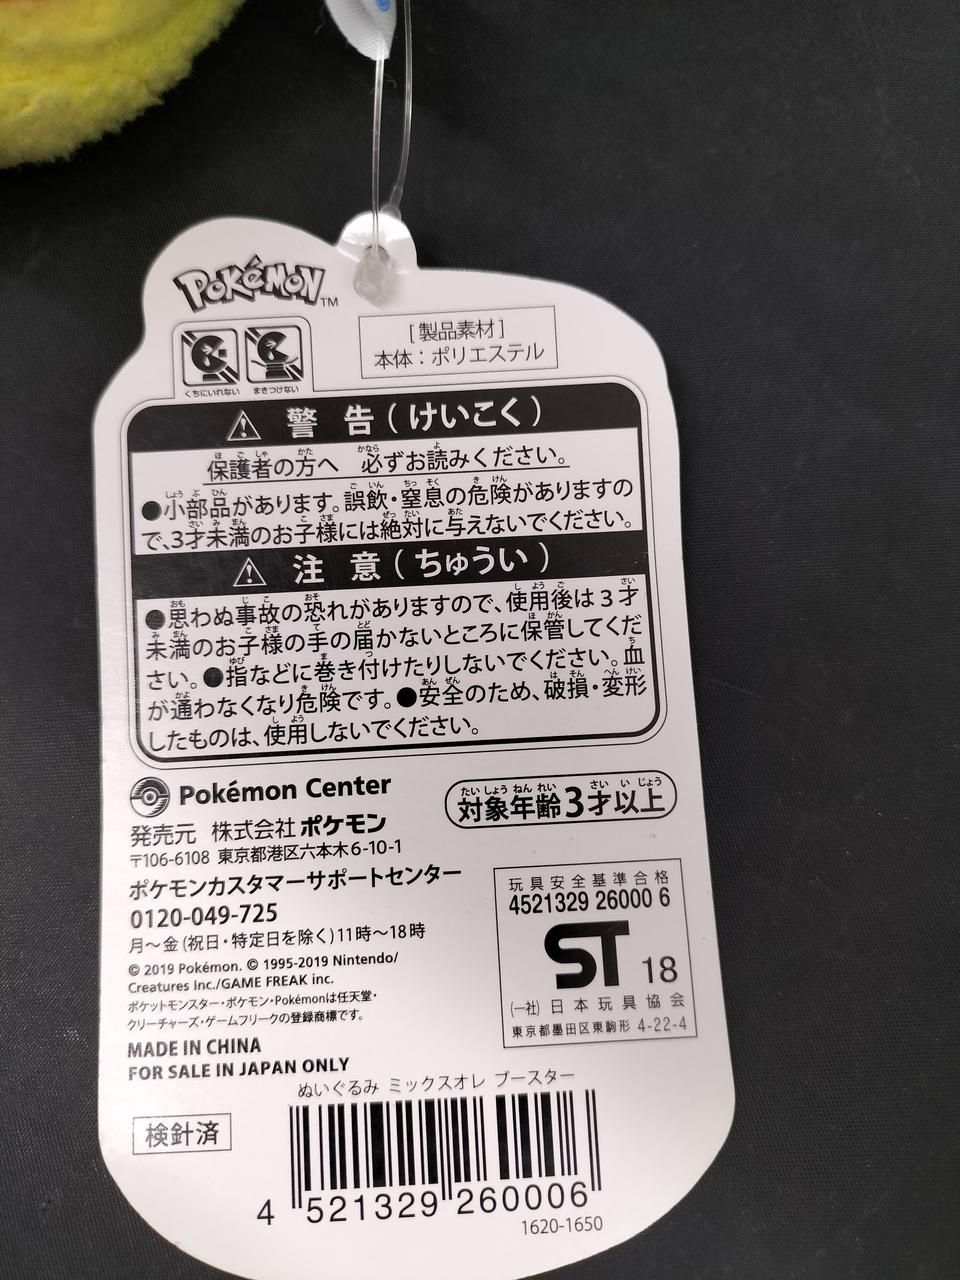 POKéMON™
くちにいれない まきつけない
[製品素材]
本体：ポリエステル
警 告(けいこく)
保護者の方へ 必ずお読みください。
●小部品があります。誤飲・窒息の危険がありますの
で、3才未満のお子様には絶対に与えないでください。
注 意(ちゅうい)
●思わぬ事故の恐れがありますので、使用後は3才
未満のお子様の手の届かないところに保管してくだ
さい。●指などに巻き付けたりしないでください。血
が通わなくなり危険です。●安全のため、破損・変形
したものは、使用しないでください。
Pokémon Center
対象年齢3才以上
発売元 株式会社ポケモン
〒106-6108 東京都港区六本木6-10-1
ポケモンカスタマーサポートセンター
0120-049-725
月～金(祝日・特定日を除く)11時～18時
© 2019 Pokémon. © 1995-2019 Nintendo/
Creatures Inc./GAME FREAK inc.
ポケットモンスター・ポケモン・Pokémonは任天堂・
クリーチャーズ・ゲームフリークの登録商標です。
MADE IN CHINA
FOR SALE IN JAPAN ONLY
玩具安全基準合格
4521329 26000 6
ST 18
(一社)日本玩具協会
東京都墨田区東駒形 4-22-4
ぬいぐるみ ミックスオレ ブースター
検針済
4 521329 260006
1620-1650